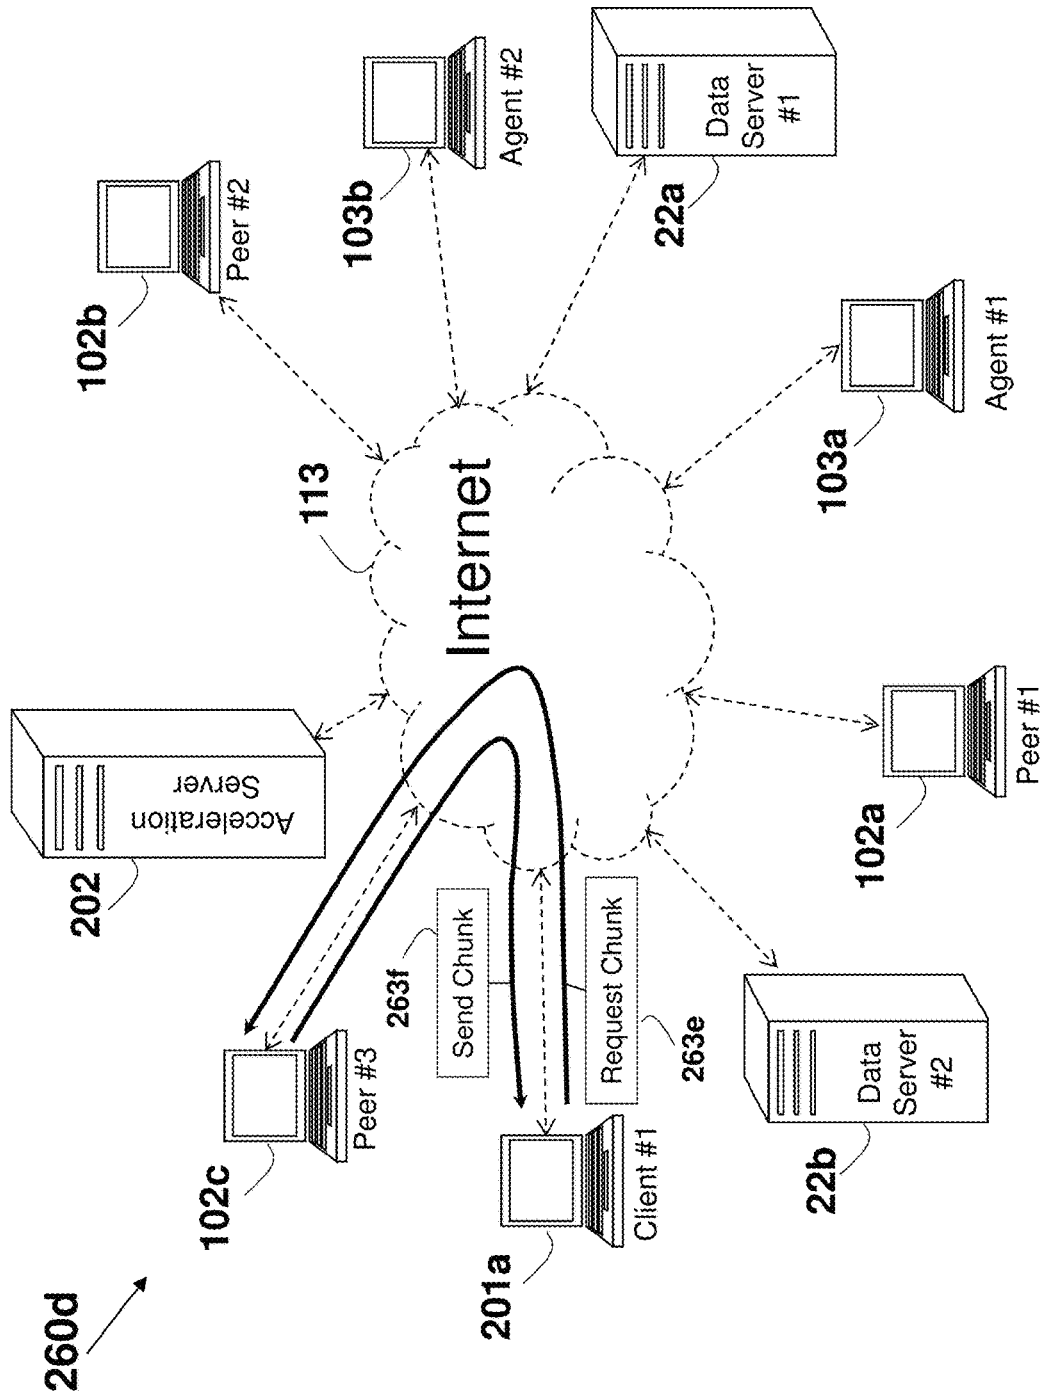 260d
102c
Peer #3
201a
Client #1
263f
Send Chunk
Request Chunk
263e
22b
Data
Server
#2
202
Acceleration
Server
113
Internet
102a
Peer #1
102b
Peer #2
103b
Agent #2
22a
Data
Server
#1
103a
Agent #1